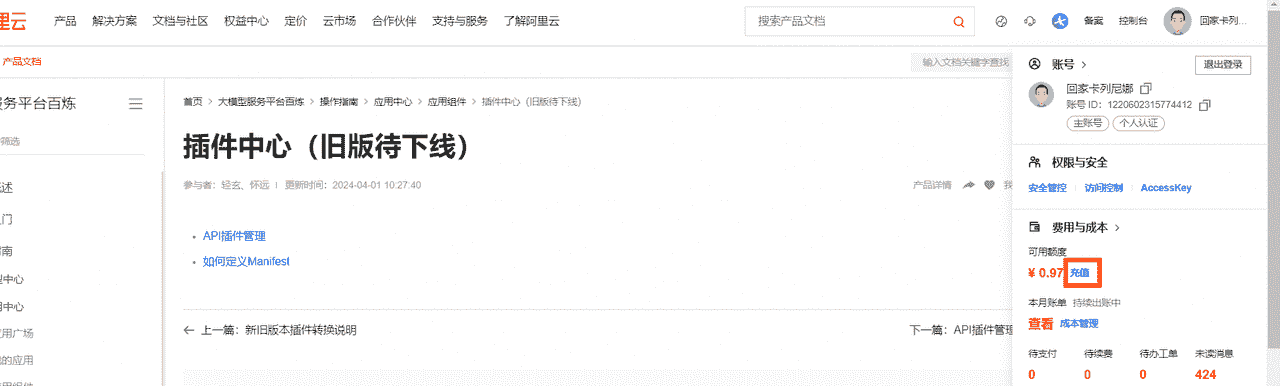 里云 产品 解决方案 文档与社区 权益中心 定价 云市场 合作伙伴 支持与服务 了解阿里云 搜索产品文档 备案 控制台 回家卡列...
产品文档 输入文档关键字查找
账号 > 退出登录
服务平台百炼
首页 > 大模型服务平台百炼 > 操作指南 > 应用中心 > 应用组件 > 插件中心（旧版待下线）
回家卡列尼娜
账号 ID：1220602315774412
主账号 个人认证
筛选
插件中心（旧版待下线）
权限与安全
参与者：轻玄、怀远 | 更新时间：2024-04-01 10:27:40 产品详情 我
安全管控 访问控制 AccessKey
述
门
API插件管理
费用与成本 >
南
可用额度
如何定义Manifest
¥ 0.97 充值
型中心
用中心
本月账单 持续出账中
查看 成本管理
应用广场
上一篇：新旧版本插件转换说明 下一篇：API插件管理
的应用
待支付 待续费 待办工单 未读消息
0 0 0 424
用组件